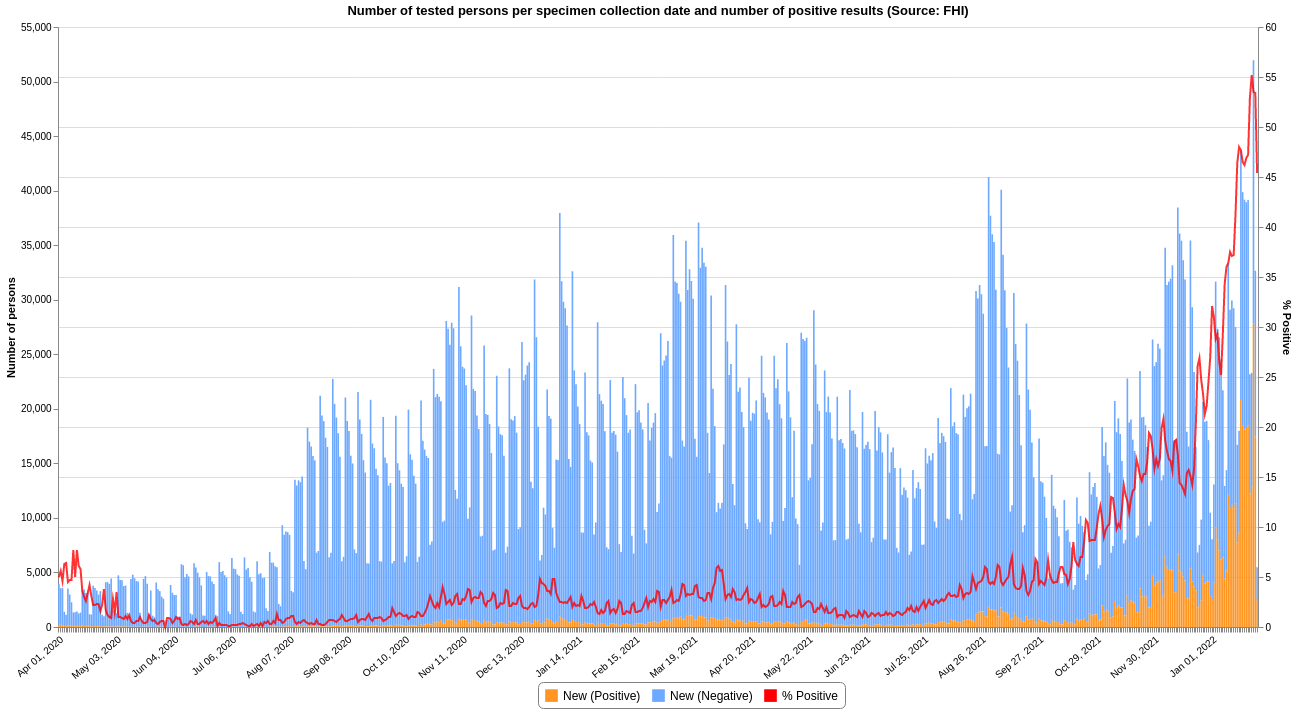 Number of tested persons per specimen collection date and number of positive results (Source: FHI)
55,000
50,000
45,000
40,000
35,000
30,000
25,000
20,000
15,000
10,000
5,000
0
Number of persons
60
55
50
45
40
35
30
25
20
15
10
5
0
% Positive
Apr 01, 2020
May 03, 2020
Jun 04, 2020
Jul 06, 2020
Aug 07, 2020
Sep 08, 2020
Oct 10, 2020
Nov 11, 2020
Dec 13, 2020
Jan 14, 2021
Feb 15, 2021
Mar 19, 2021
Apr 20, 2021
May 22, 2021
Jun 23, 2021
Jul 25, 2021
Aug 26, 2021
Sep 27, 2021
Oct 29, 2021
Nov 30, 2021
Jan 01, 2022
New (Positive) New (Negative) % Positive